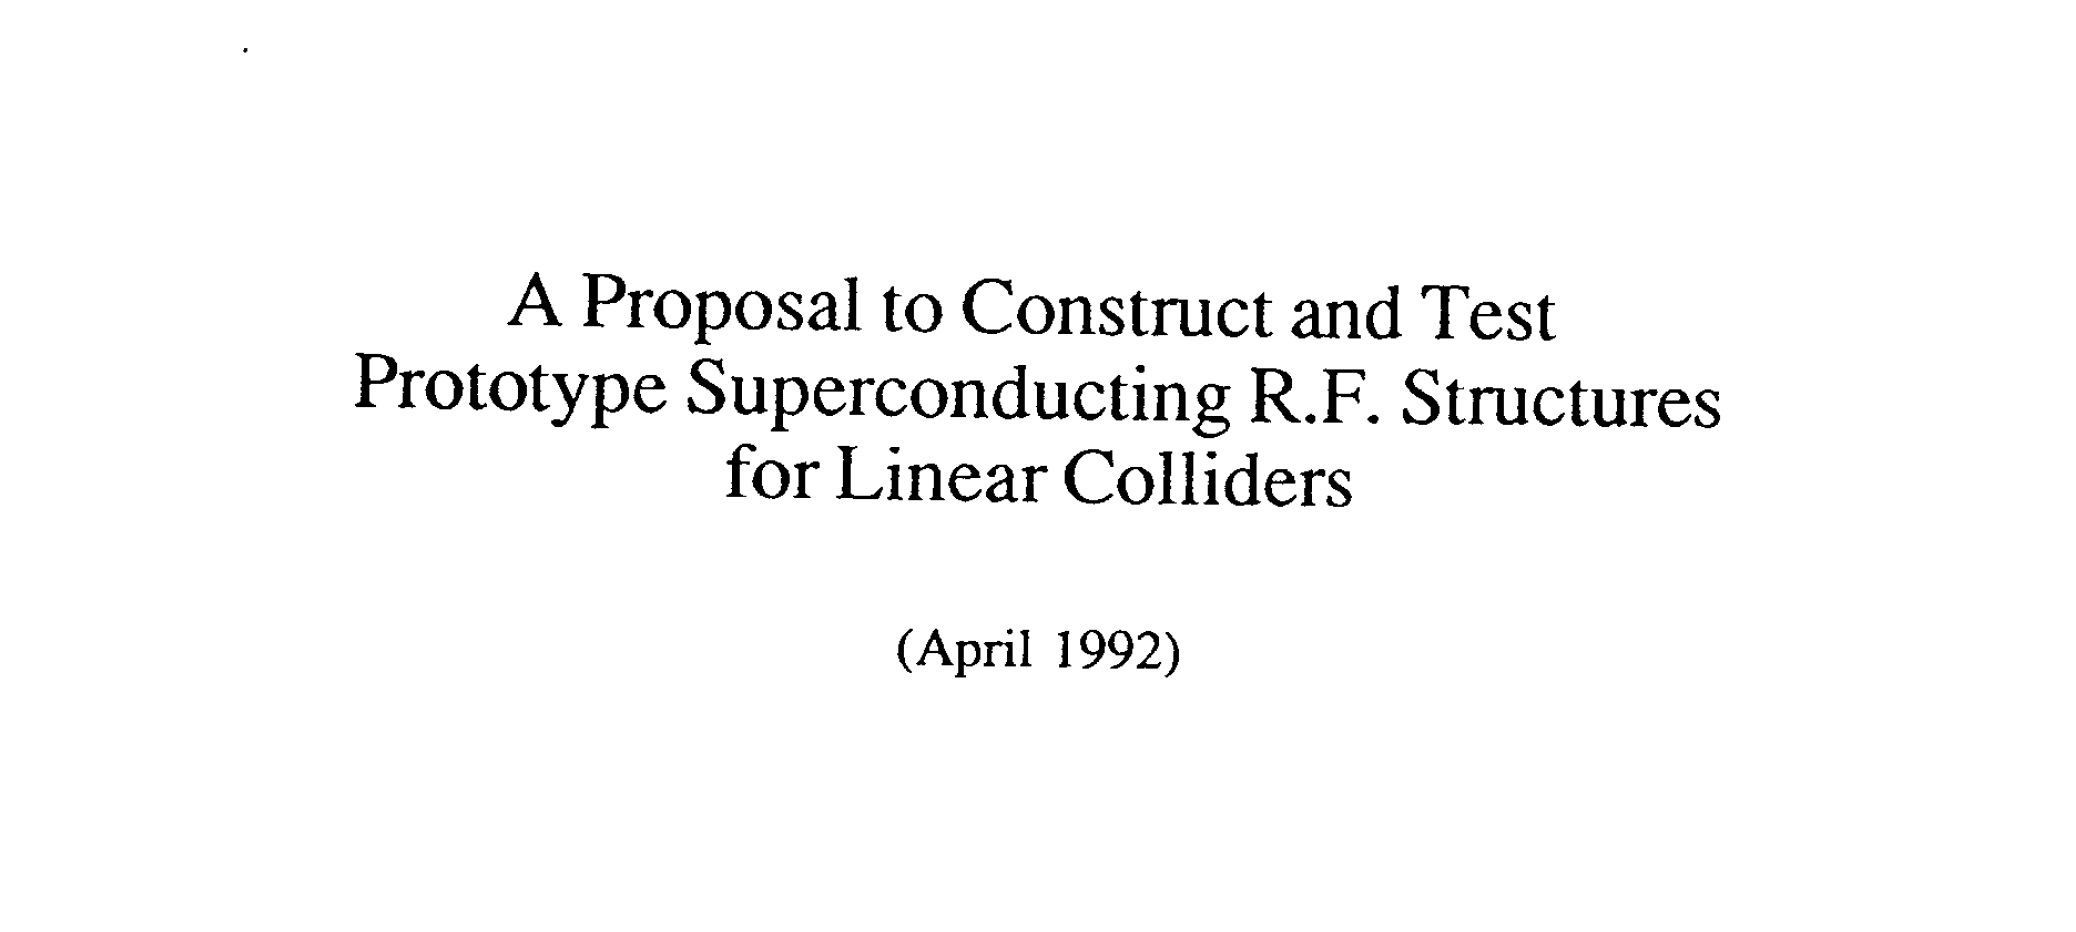 A Proposal to Construct and Test
Prototype Superconducting R.F. Structures
for Linear Colliders
(April 1992)